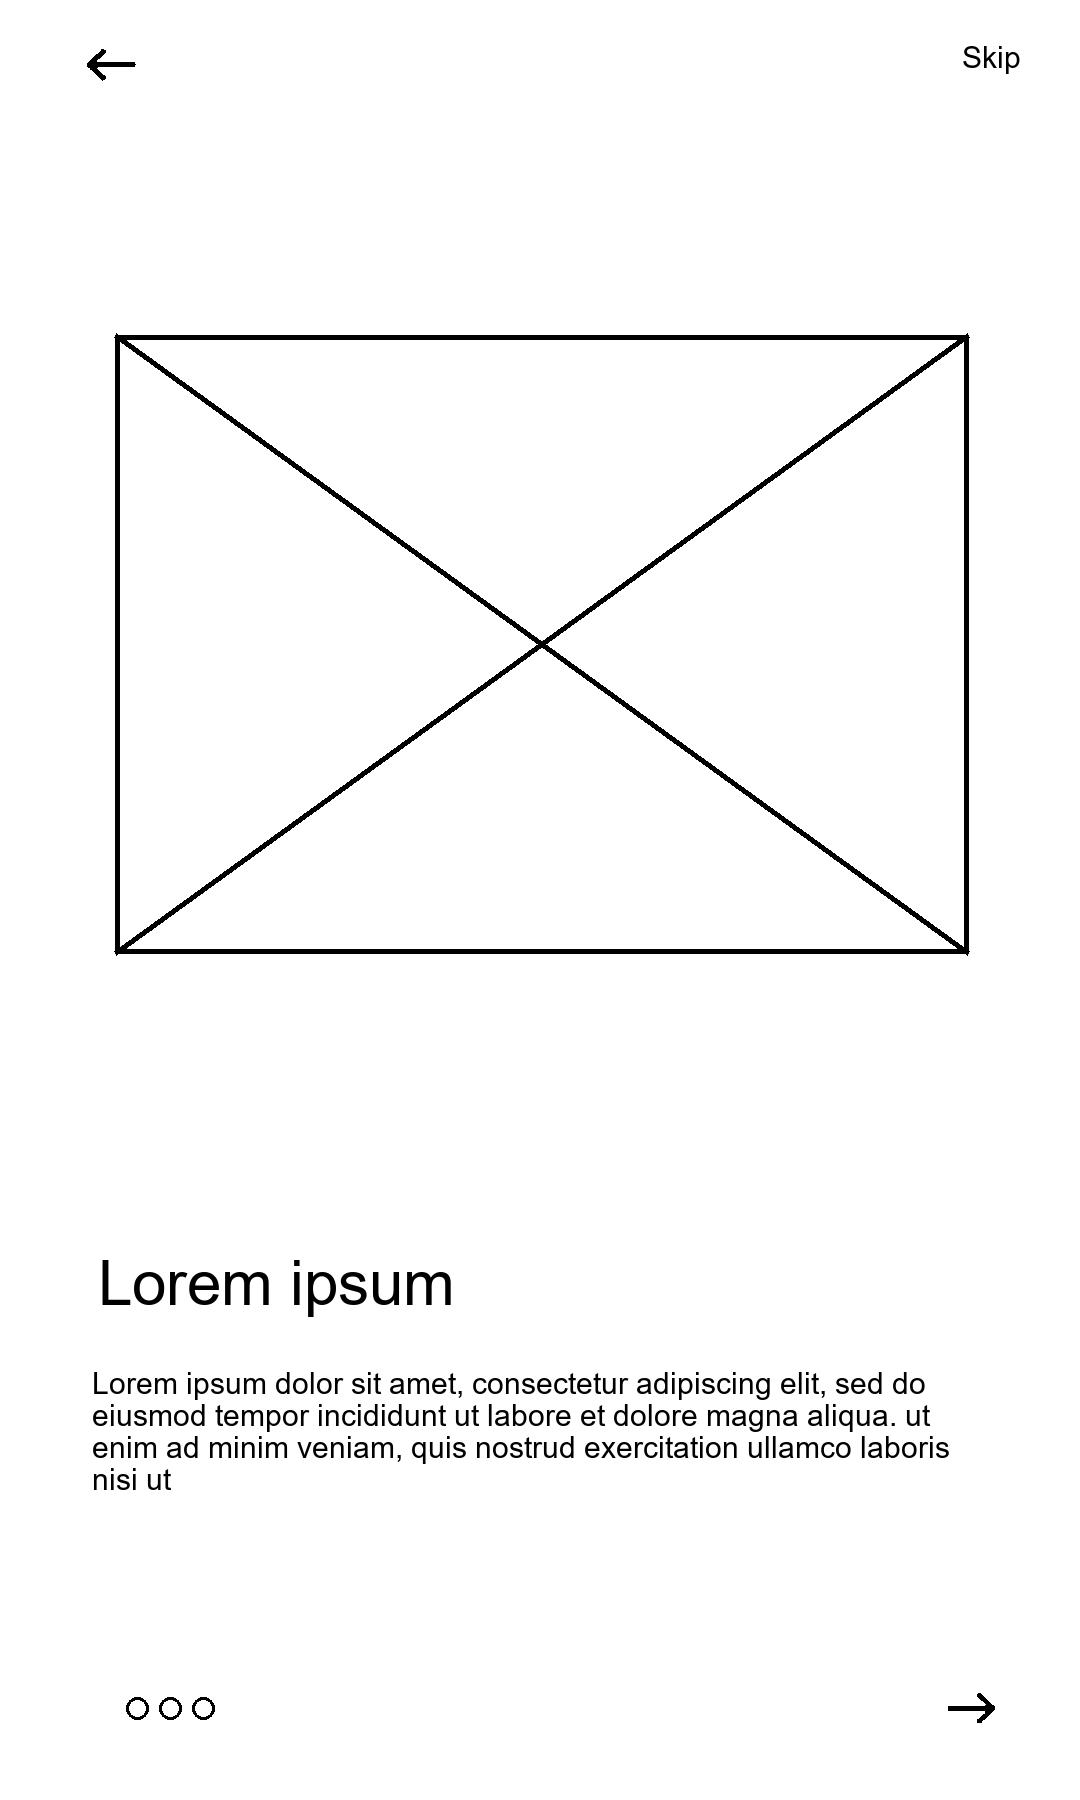 Skip
Lorem ipsum
Lorem ipsum dolor sit amet, consectetur adipiscing elit, sed do
eiusmod tempor incididunt ut labore et dolore magna aliqua. ut
enim ad minim veniam, quis nostrud exercitation ullamco laboris
nisi ut